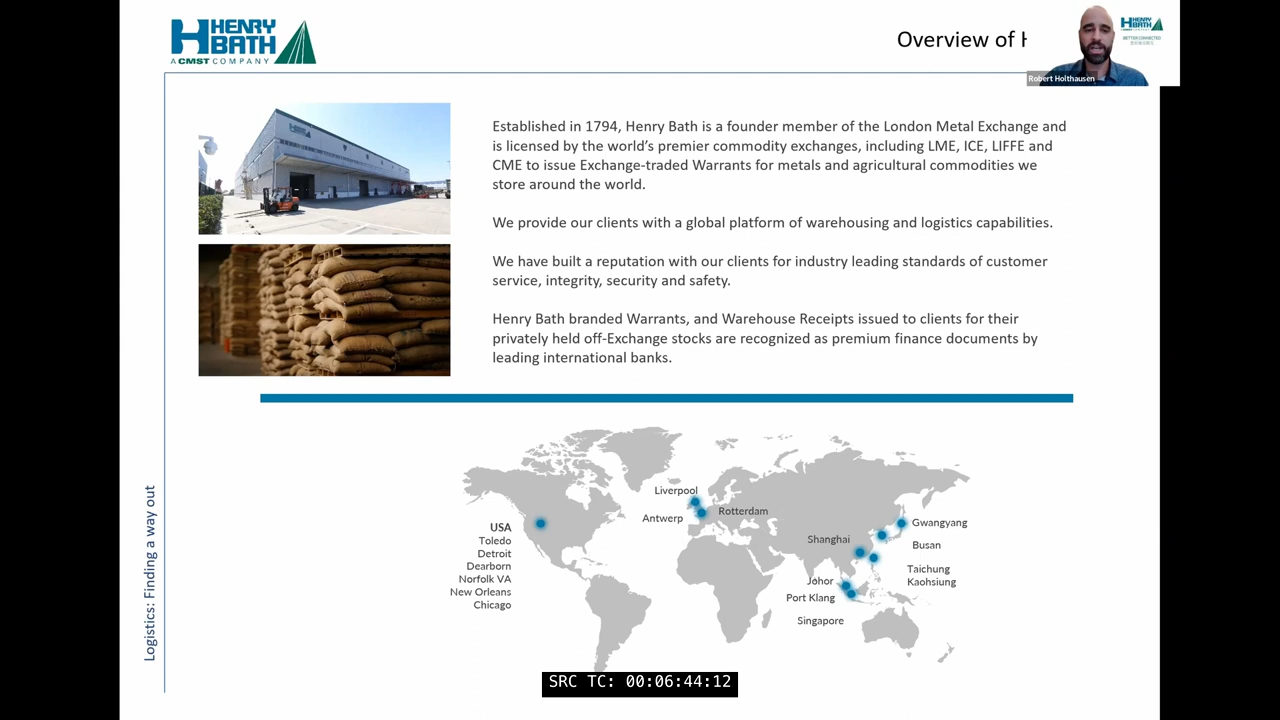 HENRY
BATH
A CMST COMPANY
Overview of H
HENRY
BATH
A CMST COMPANY
BETTER CONNECTED
Robert Holthausen
Established in 1794, Henry Bath is a founder member of the London Metal Exchange and
is licensed by the world's premier commodity exchanges, including LME, ICE, LIFFE and
CME to issue Exchange-traded Warrants for metals and agricultural commodities we
store around the world.
We provide our clients with a global platform of warehousing and logistics capabilities.
We have built a reputation with our clients for industry leading standards of customer
service, integrity, security and safety.
Henry Bath branded Warrants, and Warehouse Receipts issued to clients for their
privately held off-Exchange stocks are recognized as premium finance documents by
leading international banks.
Logistics: Finding a way out
USA
Toledo
Detroit
Dearborn
Norfolk VA
New Orleans
Chicago
Liverpool
Antwerp
Rotterdam
Shanghai
Johor
Port Klang
Singapore
Gwangyang
Busan
Taichung
Kaohsiung
SRC TC: 00:06:44:12